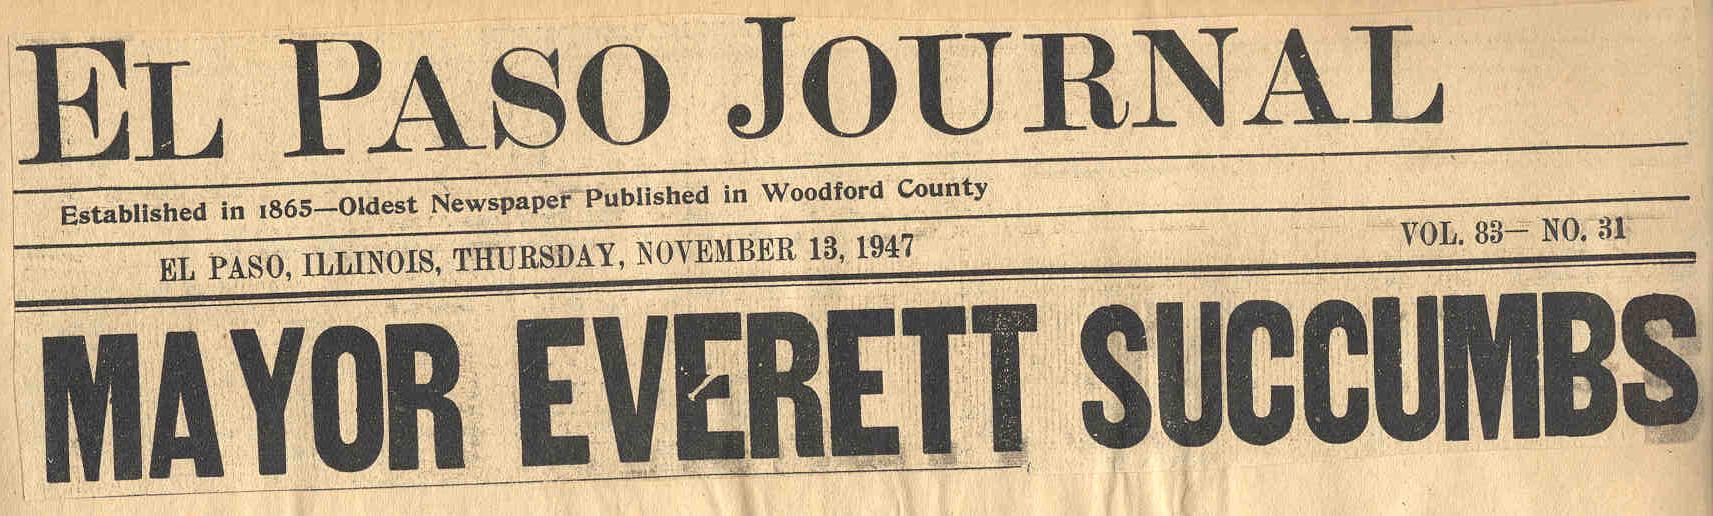 EL PASO JOURNAL
Established in 1865—Oldest Newspaper Published in Woodford County
EL PASO, ILLINOIS, THURSDAY, NOVEMBER 13, 1947 VOL. 83— NO. 31
MAYOR EVERETT SUCCUMBS